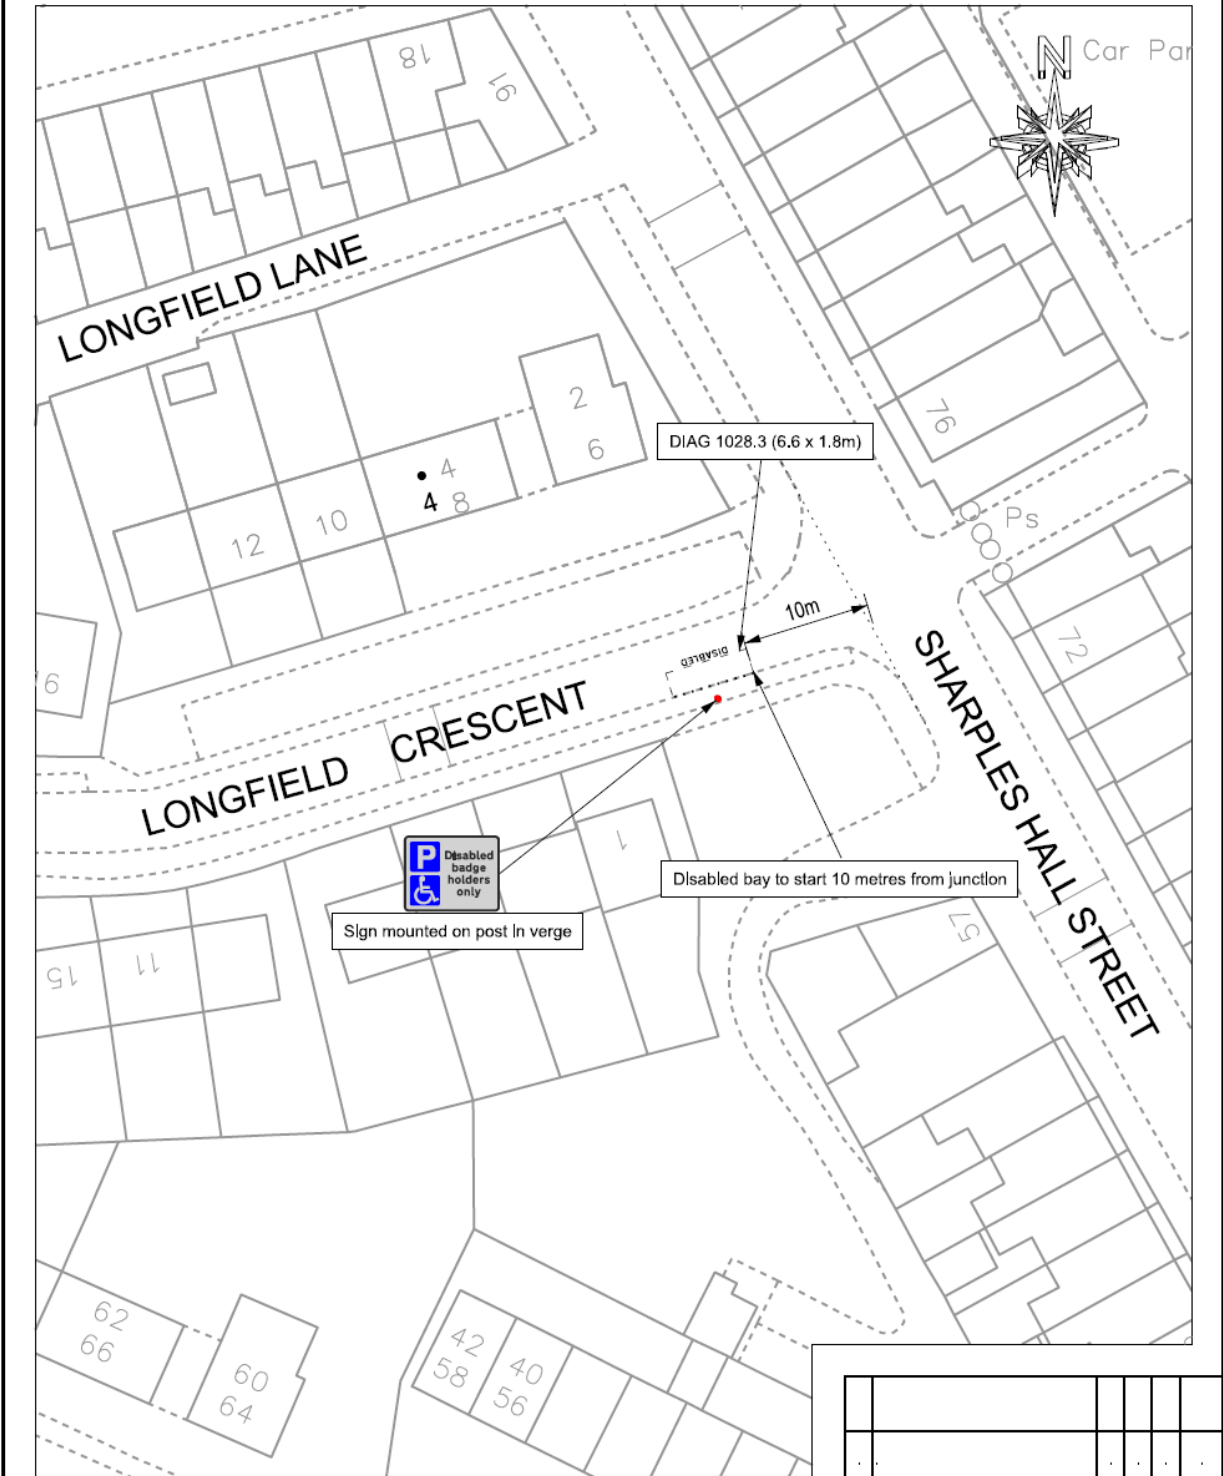 18
16
N
Car Par
LONGFIELD LANE
2
6
76
DIAG 1028.3 (6.6 x 1.8m)
4
4
8
10
12
Ps
16
10m
72
DISABLED
SHARPLES HALL STREET
LONGFIELD CRESCENT
1
P
Disabled
badge
holders
only
Disabled bay to start 10 metres from junction
Sign mounted on post in verge
57
11
15
62
66
60
64
42
58
40
56